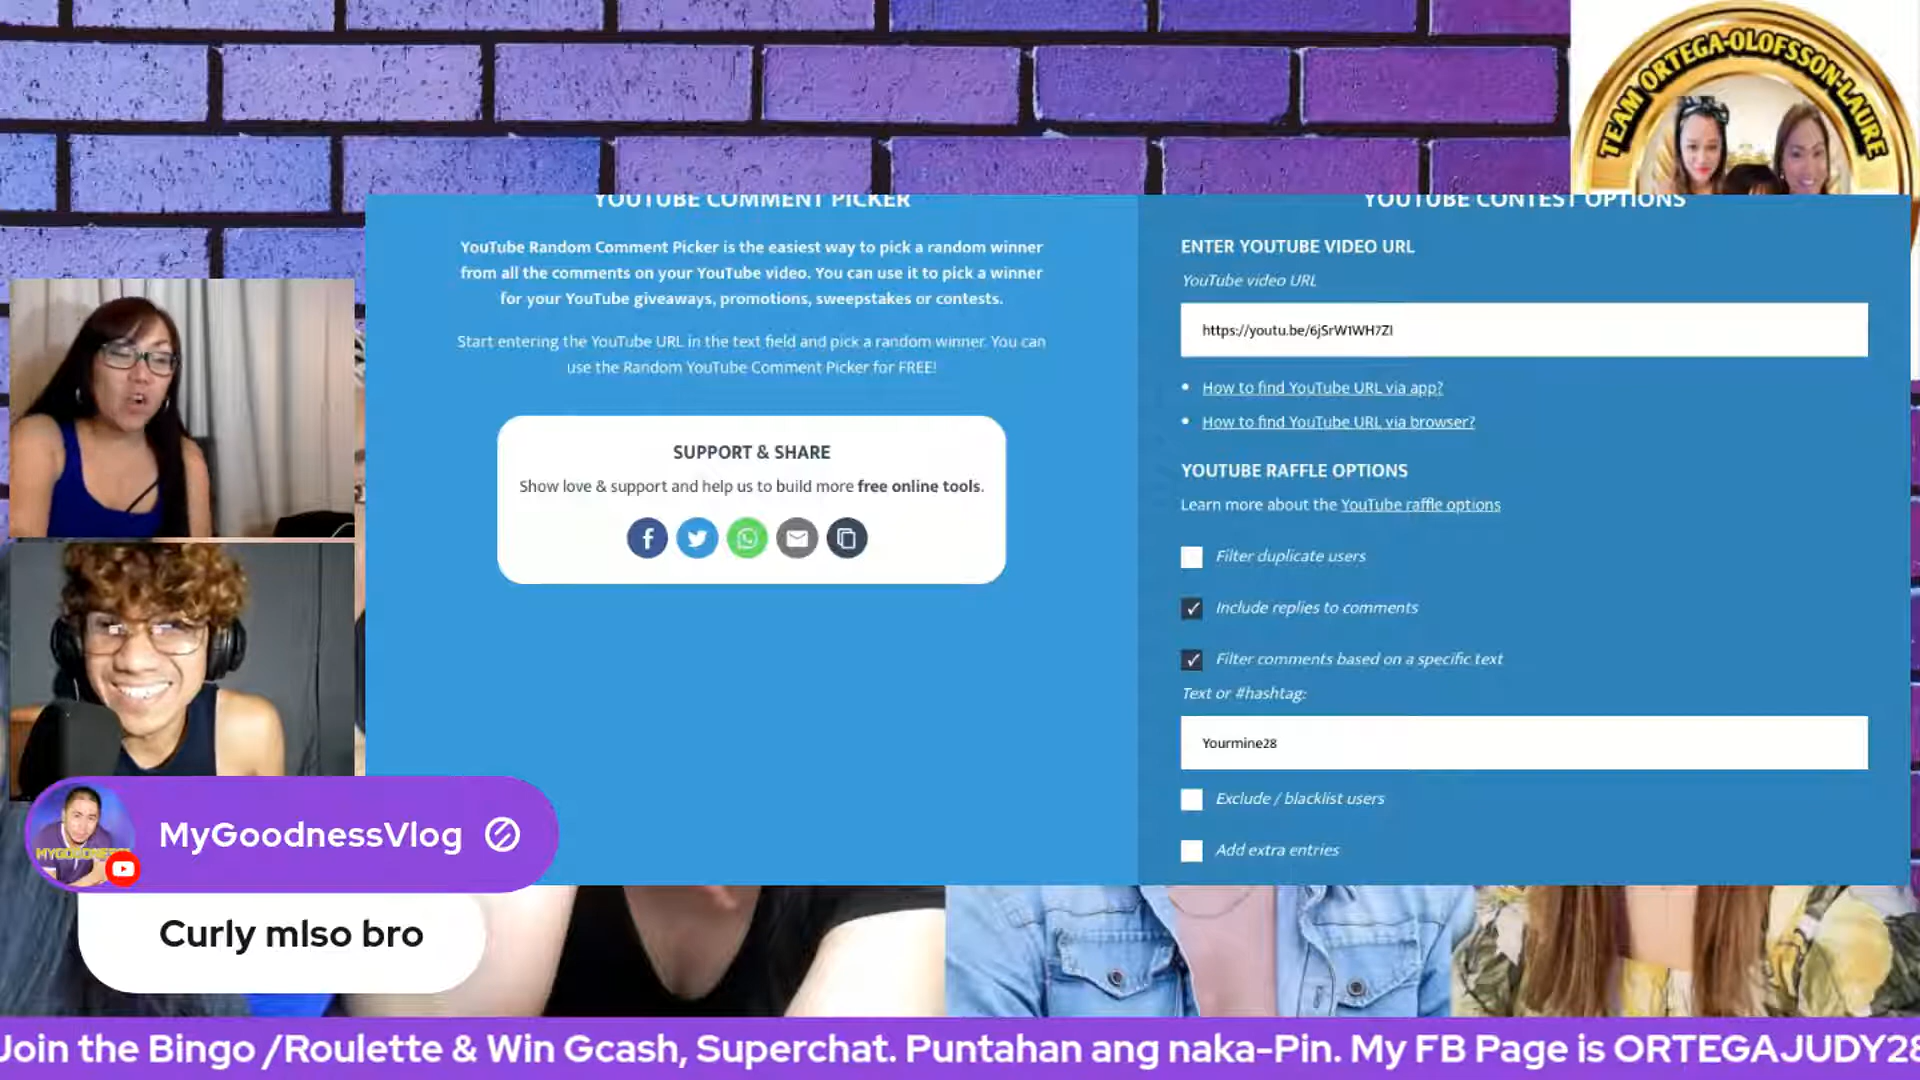 TEAM ORTEGA-OLOFSSON-LAURE
YOUTUBE COMMENT PICKER
YouTube Random Comment Picker is the easiest way to pick a random winner
from all the comments on your YouTube video. You can use it to pick a winner
for your YouTube giveaways, promotions, sweepstakes or contests.
Start entering the YouTube URL in the text field and pick a random winner. You can
use the Random YouTube Comment Picker for FREE!
SUPPORT & SHARE
Show love & support and help us to build more free online tools.
YOUTUBE CONTEST OPTIONS
ENTER YOUTUBE VIDEO URL
YouTube video URL
https://youtu.be/6jSrW1WH7ZI
How to find YouTube URL via app?
How to find YouTube URL via browser?
YOUTUBE RAFFLE OPTIONS
Learn more about the YouTube raffle options
Filter duplicate users
Include replies to comments
Filter comments based on a specific text
Text or #hashtag:
Yourmine28
Exclude / blacklist users
Add extra entries
MyGoodnessVlog
Curly mlso bro
Join the Bingo /Roulette & Win Gcash, Superchat. Puntahan ang naka-Pin. My FB Page is ORTEGAJUDY28